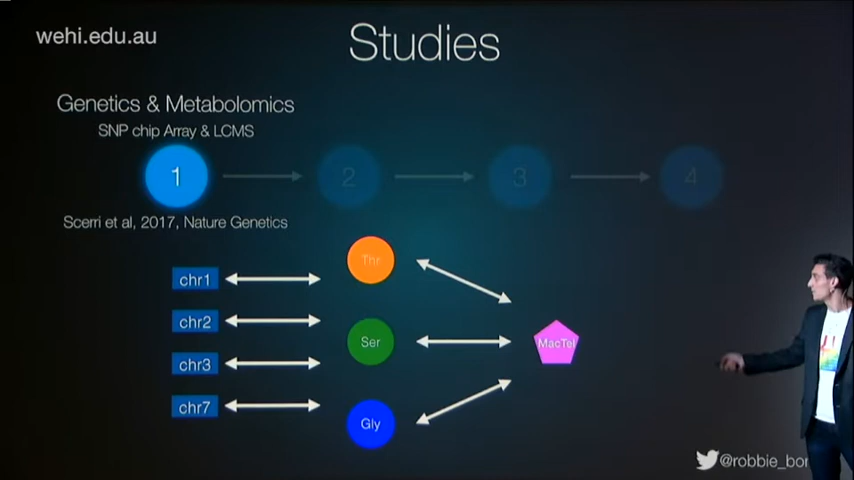 wehi.edu.au
Studies
Genetics & Metabolomics
SNP chip Array & LCMS
1
2
3
4
Scerri et al, 2017, Nature Genetics
Thr
chr1
chr2
Ser
MacTel
chr3
chr7
Gly
@robbie_bon